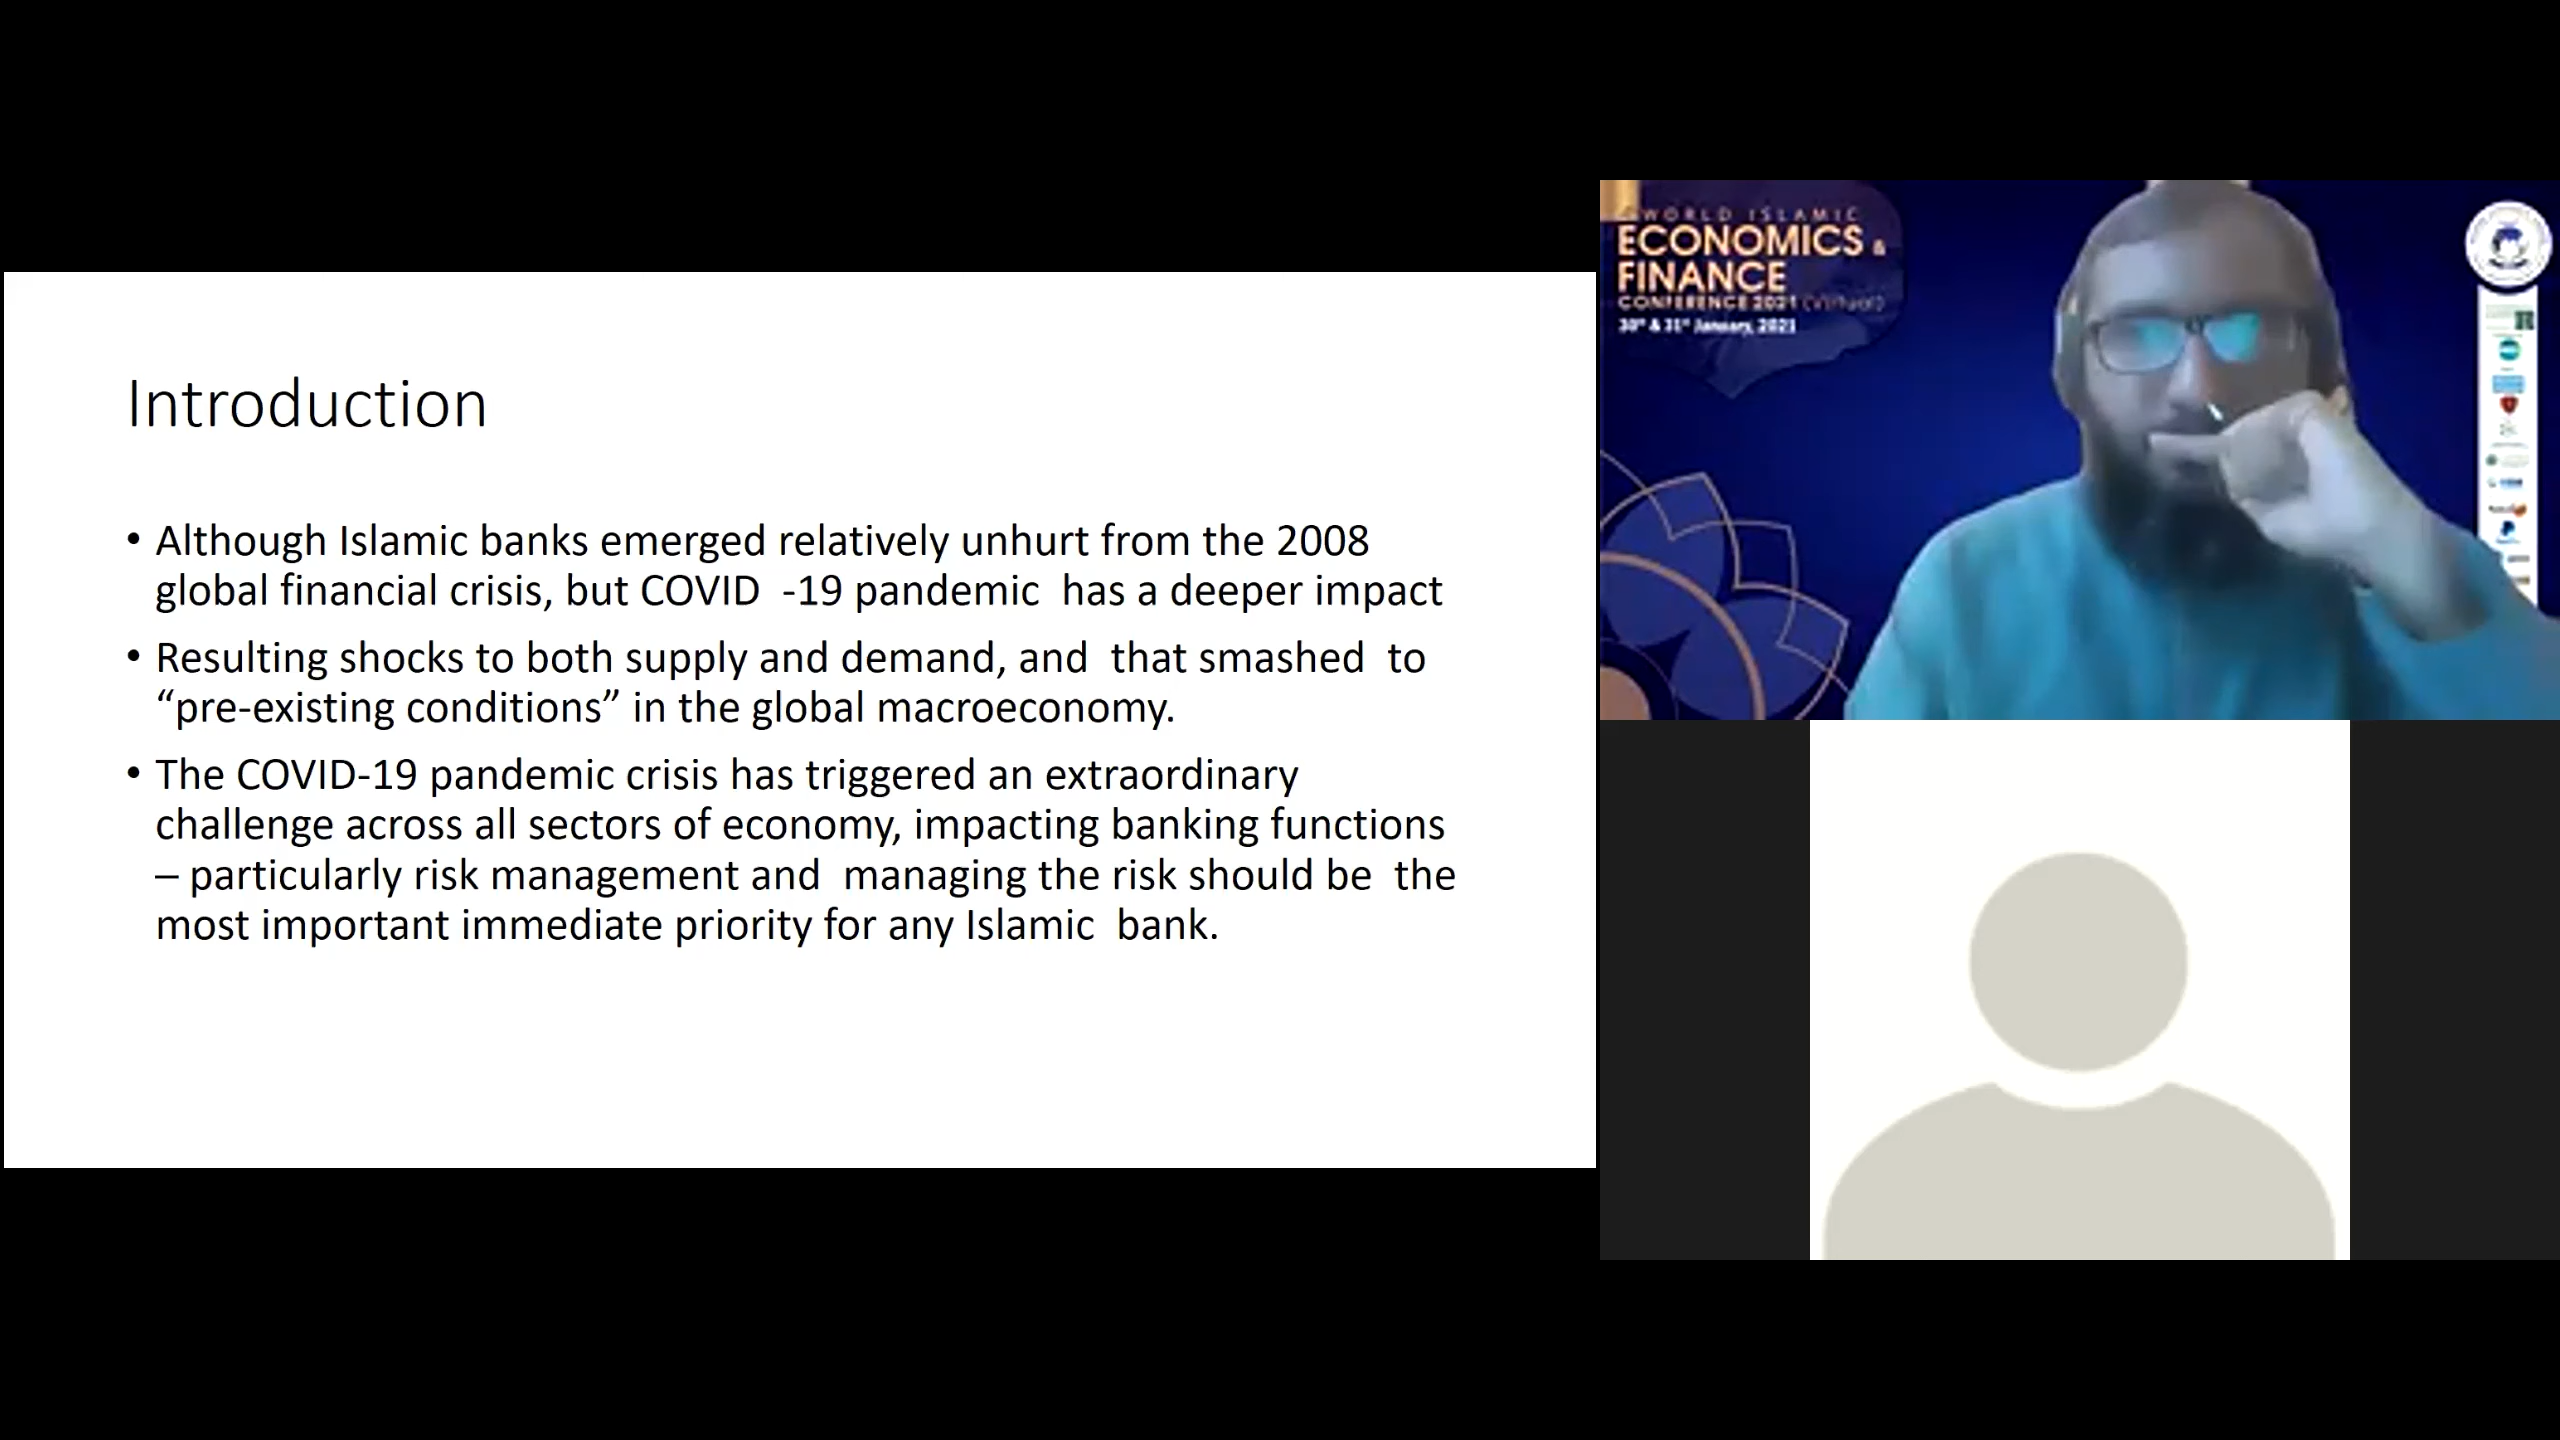 Introduction
• Although Islamic banks emerged relatively unhurt from the 2008
global financial crisis, but COVID  -19 pandemic  has a deeper impact
• Resulting shocks to both supply and demand, and  that smashed  to
“pre-existing conditions” in the global macroeconomy.
• The COVID-19 pandemic crisis has triggered an extraordinary
challenge across all sectors of economy, impacting banking functions
– particularly risk management and  managing the risk should be  the
most important immediate priority for any Islamic  bank.
WORLD ISLAMIC
ECONOMICS &
FINANCE
CONFERENCE 2021 (Virtual)
30th & 31st January, 2021